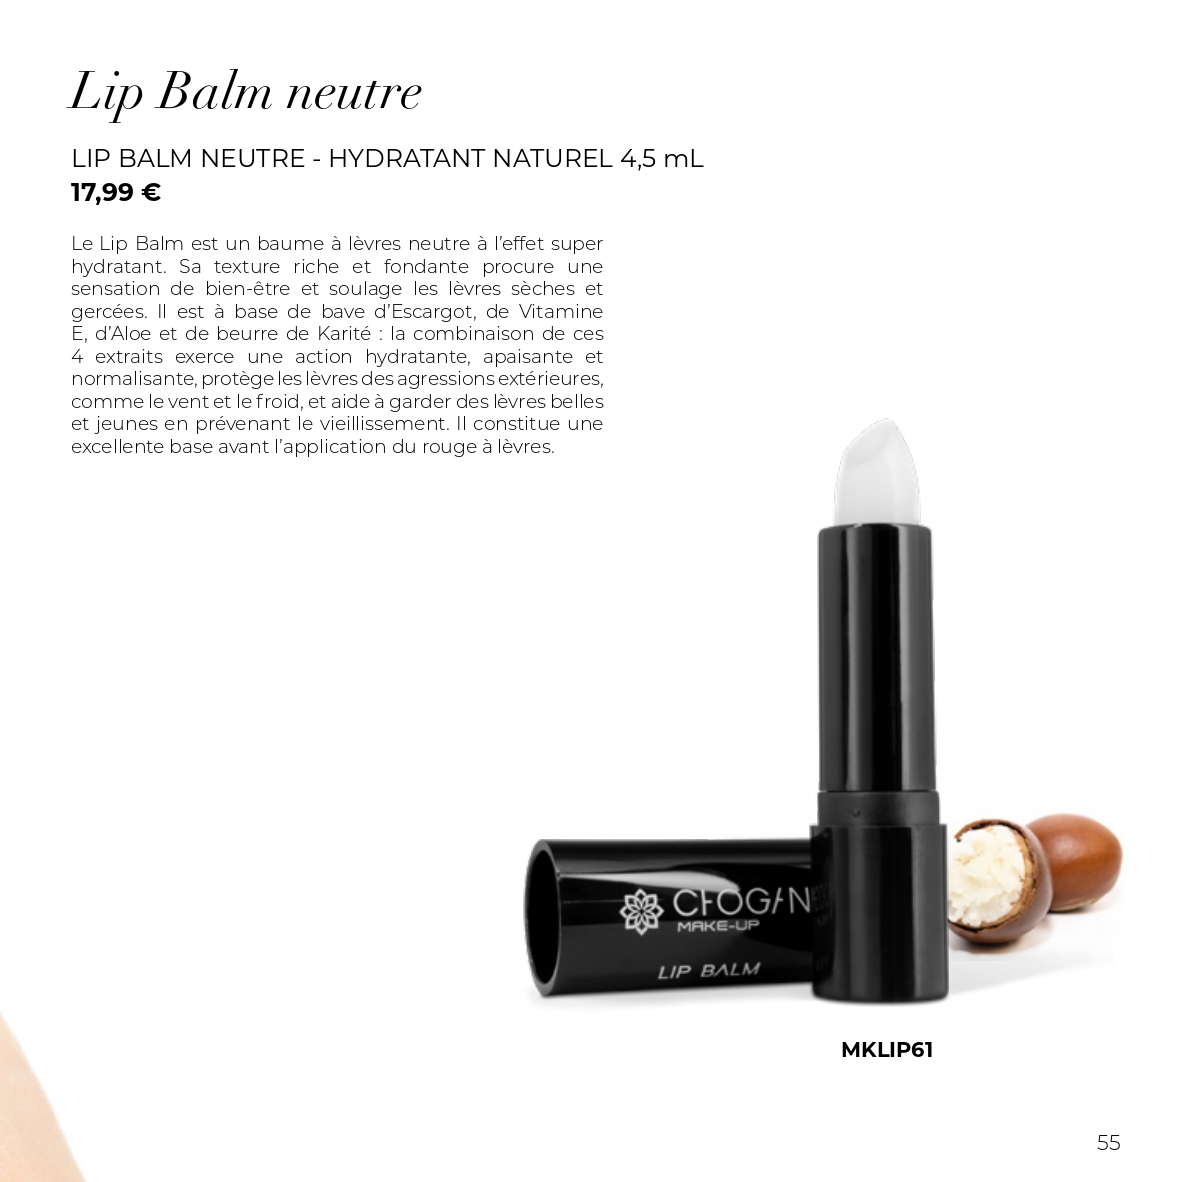 Lip Balm neutre
LIP BALM NEUTRE - HYDRATANT NATUREL 4,5 mL
17,99 €
Le Lip Balm est un baume à lèvres neutre à l’effet super
hydratant. Sa texture riche et fondante procure une
sensation de bien-être et soulage les lèvres sèches et
gercées. Il est à base de bave d’Escargot, de Vitamine
E, d’Aloe et de beurre de Karité : la combinaison de ces
4 extraits exerce une action hydratante, apaisante et
normalisante, protège les lèvres des agressions extérieures,
comme le vent et le froid, et aide à garder des lèvres belles
et jeunes en prévenant le vieillissement. Il constitue une
excellente base avant l’application du rouge à lèvres.
CHOGAN
MAKE-UP
LIP BALM
MKLIP61
55